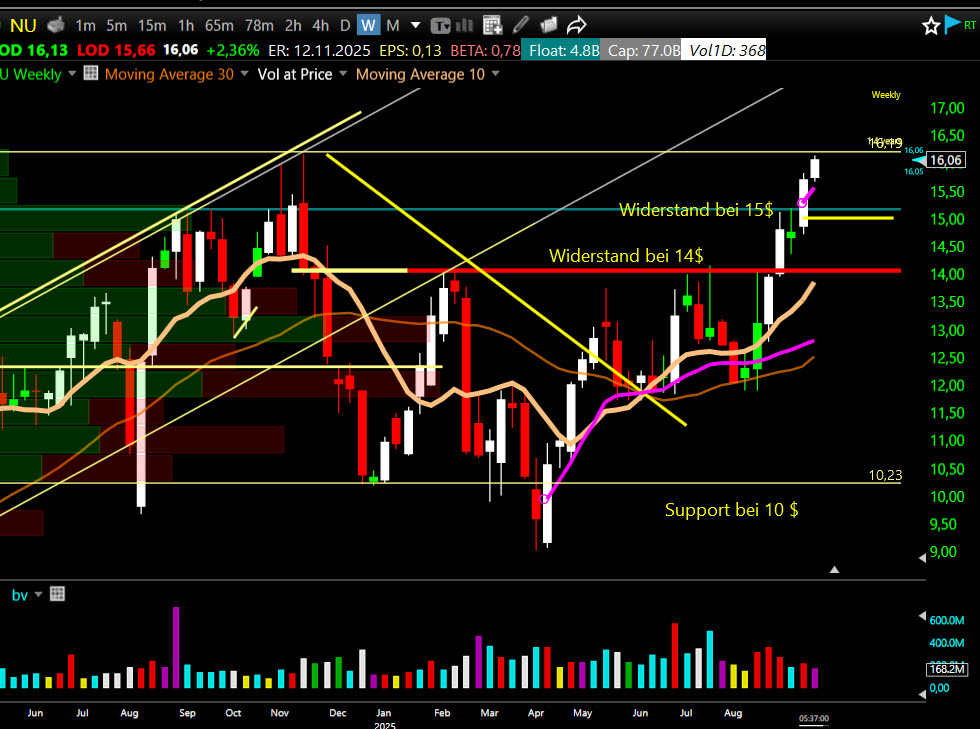 NU 1m 5m 15m 1h 65m 78m 2h 4h D W M RT
OD 16,13 LOD 15,66 16,06 +2,36% ER: 12.11.2025 EPS: 0,13 BETA: 0,78 Float: 4.8B Cap: 77.0B Vol1D: 368
U Weekly Moving Average 30 Vol at Price Moving Average 10
Weekly
17,00
16,50
16,19
16,06
16,06
16,05
15,50
Widerstand bei 15$
15,00
14,50
Widerstand bei 14$
14,00
13,50
13,00
12,50
12,00
11,50
11,00
10,50
10,23
10,00
Support bei 10 $
9,50
9,00
bv
600.0M
400.0M
168.2M
0,00
Jun Jul Aug Sep Oct Nov Dec Jan Feb Mar Apr May Jun Jul Aug
2025
05:37:00